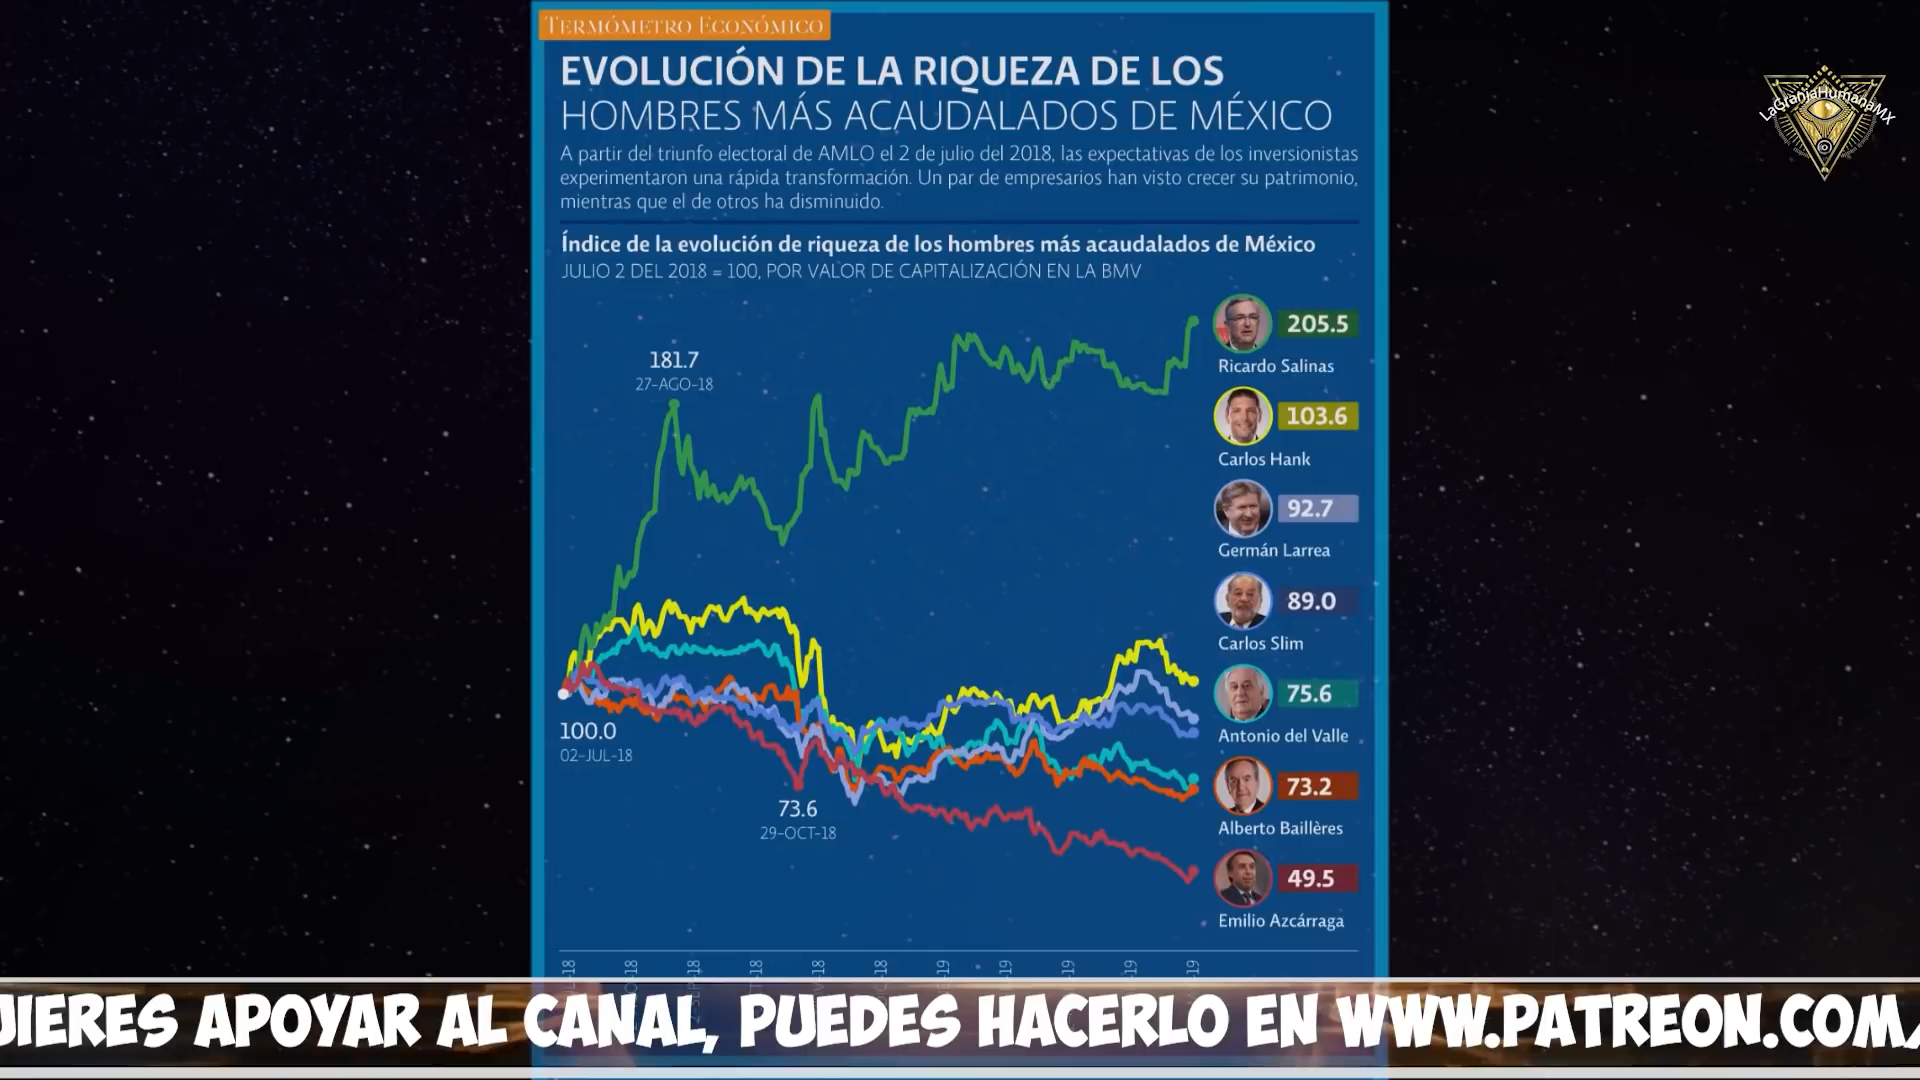 TERMÓMETRO ECONÓMICO
EVOLUCIÓN DE LA RIQUEZA DE LOS
HOMBRES MÁS ACAUDALADOS DE MÉXICO
A partir del triunfo electoral de AMLO el 2 de julio del 2018, las expectativas de los inversionistas
experimentaron una rápida transformación. Un par de empresarios han visto crecer su patrimonio,
mientras que el de otros ha disminuido.
Índice de la evolución de riqueza de los hombres más acaudalados de México
JULIO 2 DEL 2018 = 100, POR VALOR DE CAPITALIZACIÓN EN LA BMV
LaGranjaHumanaMX
181.7
27-AGO-18
100.0
02-JUL-18
73.6
29-OCT-18
205.5
Ricardo Salinas
103.6
Carlos Hank
92.7
Germán Larrea
89.0
Carlos Slim
75.6
Antonio del Valle
73.2
Alberto Baillères
49.5
Emilio Azcárraga
APOYAR AL CANAL, PUEDES HACERLO EN WWW.PATREON.COM/